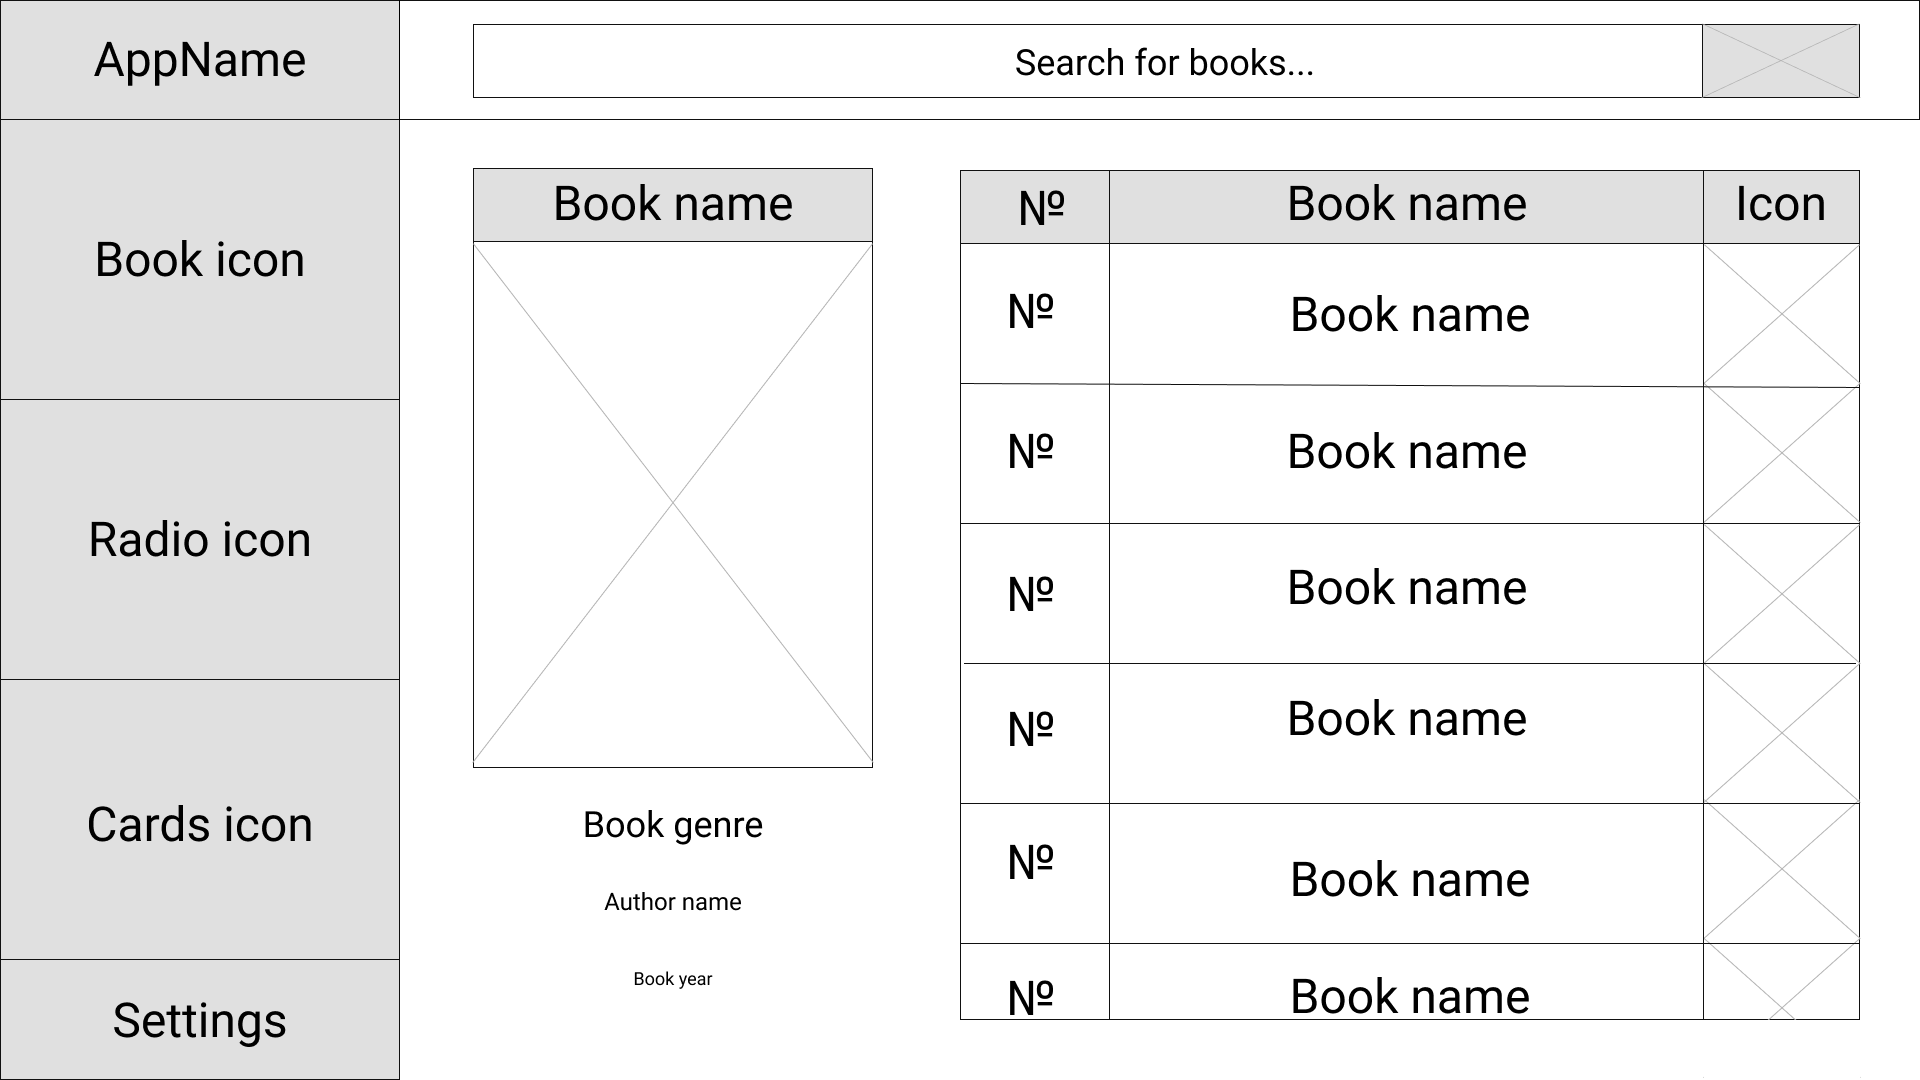 AppName
Search for books...
Book icon
Radio icon
Cards icon
Settings
Book name
Book genre
Author name
Book year
№ Book name Icon
№ Book name
№ Book name
№ Book name
№ Book name
№ Book name
№ Book name